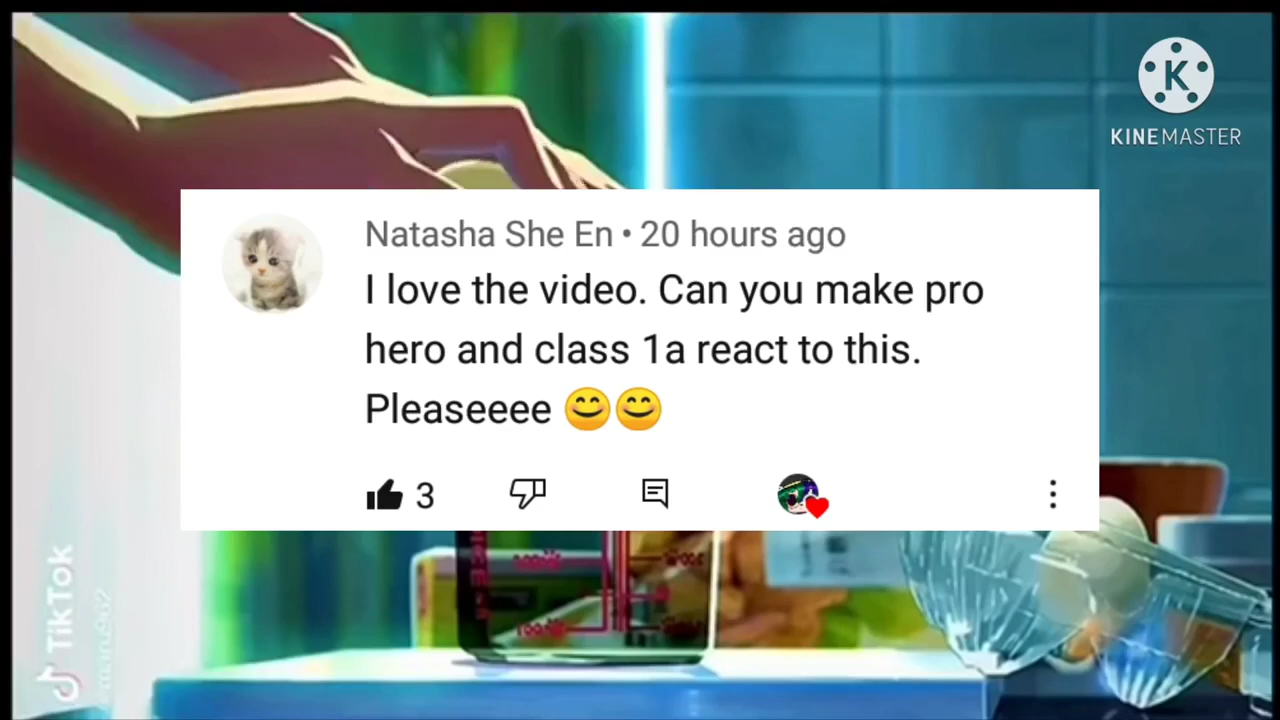 K
KINEMASTER
Natasha She En • 20 hours ago
I love the video. Can you make pro
hero and class 1a react to this.
Pleaseeee 😊😊
3
TikTok